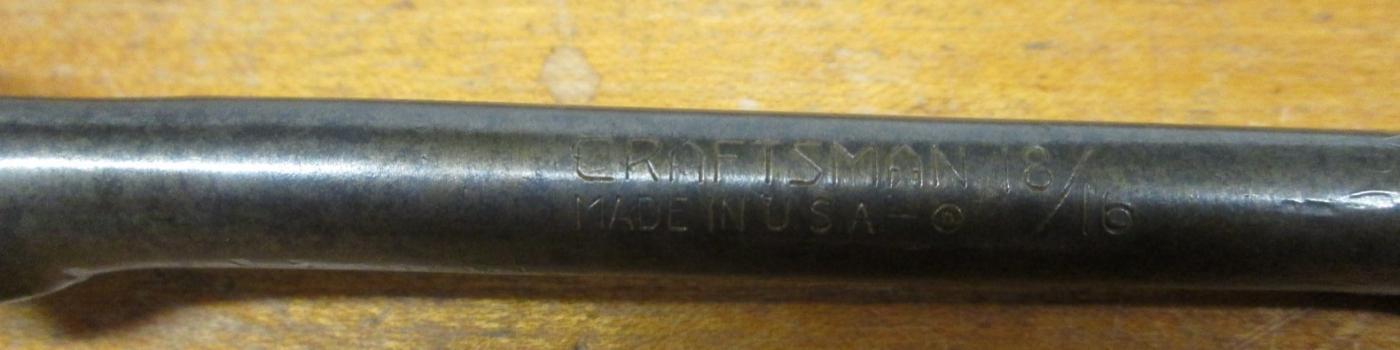 CRAFTSMAN 18/16
MADE IN U S A - ®